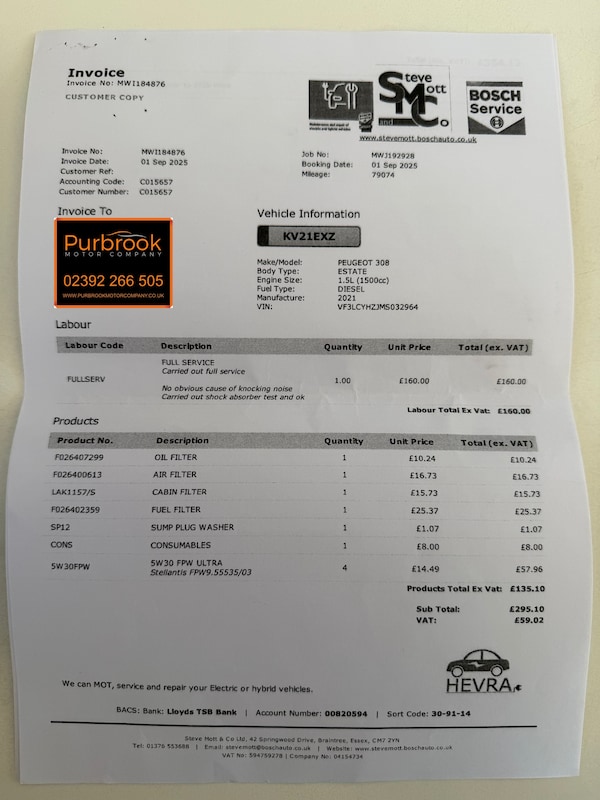 Invoice
Invoice No: MWI184876
CUSTOMER COPY
Steve
Mott
and Co
BOSCH
Service
www.stevemott.boschauto.co.uk
Invoice No: MWI184876
Invoice Date: 01 Sep 2025
Customer Ref:
Accounting Code: C015657
Customer Number: C015657
Job No: MWJ192928
Booking Date: 01 Sep 2025
Mileage: 79074
Invoice To
Purbrook
MOTOR COMPANY
02392 266 505
WWW.PURBROOKMOTORCOMPANY.CO.UK
Vehicle Information
KV21EXZ
Make/Model: PEUGEOT 308
Body Type: ESTATE
Engine Size: 1.5L (1500cc)
Fuel Type: DIESEL
Manufacture: 2021
VIN: VF3LCYHZJMS032964
Labour
Labour Code Description Quantity Unit Price Total (ex. VAT)
FULL SERVICE
Carried out full service
FULLSERV 1.00 £160.00 £160.00
No obvious cause of knocking noise
Carried out shock absorber test and ok
Labour Total Ex Vat: £160.00
Products
Product No. Description Quantity Unit Price Total (ex. VAT)
F026407299 OIL FILTER 1 £10.24 £10.24
F026400613 AIR FILTER 1 £16.73 £16.73
LAK1157/S CABIN FILTER 1 £15.73 £15.73
F026402359 FUEL FILTER 1 £25.37 £25.37
SP12 SUMP PLUG WASHER 1 £1.07 £1.07
CONS CONSUMABLES 1 £8.00 £8.00
5W30FPW 5W30 FPW ULTRA 4 £14.49 £57.96
Stellantis FPW9.55535/03
Products Total Ex Vat: £135.10
Sub Total: £295.10
VAT: £59.02
HEVRA
We can MOT, service and repair your Electric or hybrid vehicles.
BACS: Bank: Lloyds TSB Bank | Account Number: 00820594 | Sort Code: 30-91-14
Steve Mott & Co Ltd, 42 Springwood Drive, Braintree, Essex, CM7 2YN
Tel: 01376 553688 | Email: stevemott@boschauto.co.uk | Website: www.stevemott.boschauto.co.uk
VAT No: 594759278 | Company No: 04154734